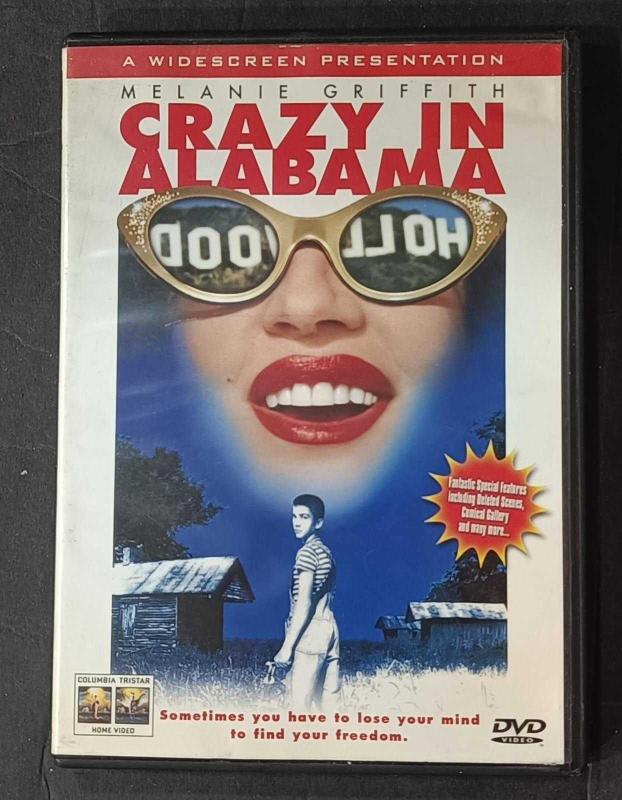 A WIDESCREEN PRESENTATION
MELANIE GRIFFITH
CRAZY IN
ALABAMA
OOD
HOLL
Fantastic Special Features
including Deleted Scenes,
Comical Gallery
and many more...
COLUMBIA TRISTAR
HOME VIDEO
Sometimes you have to lose your mind
to find your freedom.
DVD
VIDEO